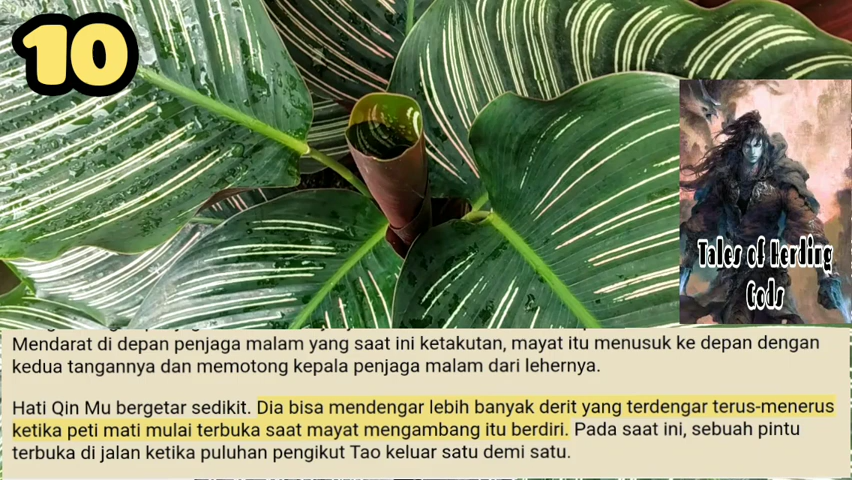 10
Tales of Herding
Gods
Mendarat di depan penjaga malam yang saat ini ketakutan, mayat itu menusuk ke depan dengan
kedua tangannya dan memotong kepala penjaga malam dari lehernya.
Hati Qin Mu bergetar sedikit. Dia bisa mendengar lebih banyak derit yang terdengar terus-menerus
ketika peti mati mulai terbuka saat mayat mengambang itu berdiri. Pada saat ini, sebuah pintu
terbuka di jalan ketika puluhan pengikut Tao keluar satu demi satu.